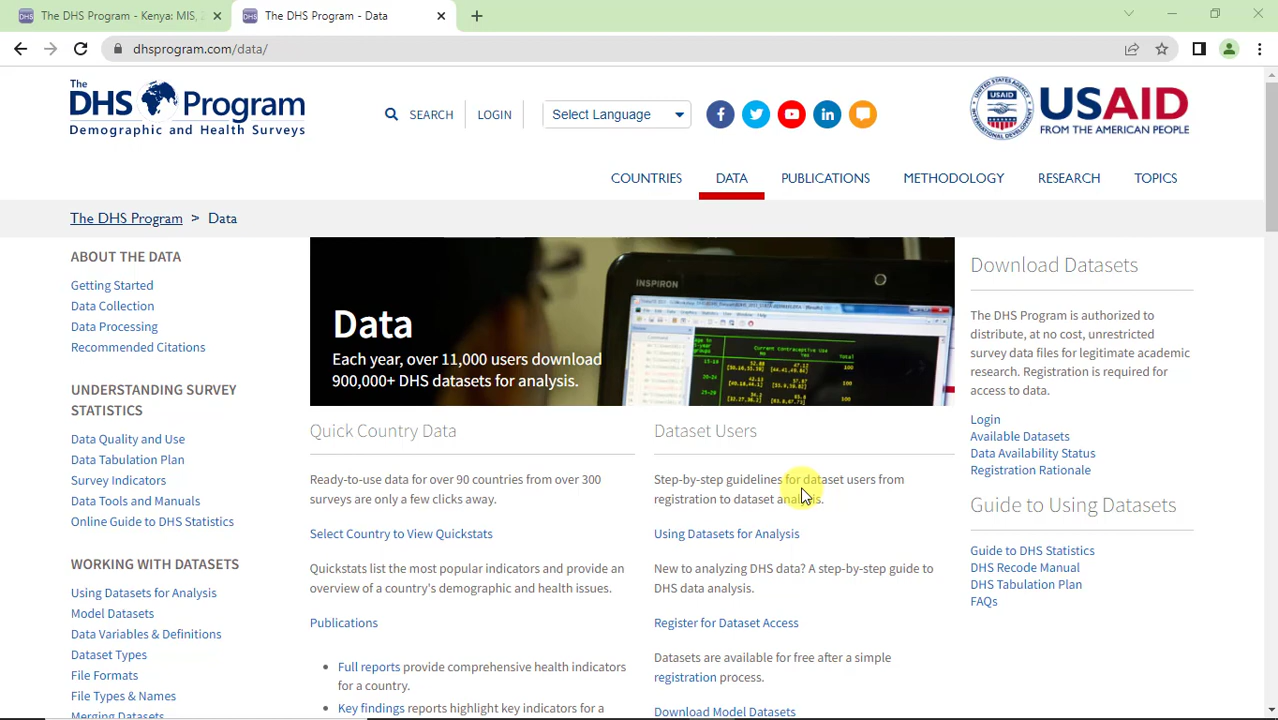 The DHS Program - Kenya: MIS, 2
The DHS Program - Data
dhsprogram.com/data/
The
DHS Program
Demographic and Health Surveys
SEARCH
LOGIN
Select Language
USAID
FROM THE AMERICAN PEOPLE
COUNTRIES
DATA
PUBLICATIONS
METHODOLOGY
RESEARCH
TOPICS
The DHS Program > Data
ABOUT THE DATA
Getting Started
Data Collection
Data Processing
Recommended Citations
UNDERSTANDING SURVEY
STATISTICS
Data Quality and Use
Data Tabulation Plan
Survey Indicators
Data Tools and Manuals
Online Guide to DHS Statistics
WORKING WITH DATASETS
Using Datasets for Analysis
Model Datasets
Data Variables & Definitions
Dataset Types
File Formats
File Types & Names
Merging Datasets
INSPIRON
Data
Each year, over 11,000 users download
900,000+ DHS datasets for analysis.
Quick Country Data
Ready-to-use data for over 90 countries from over 300
surveys are only a few clicks away.
Select Country to View Quickstats
Quickstats list the most popular indicators and provide an
overview of a country's demographic and health issues.
Publications
Full reports provide comprehensive health indicators
for a country.
Key findings reports highlight key indicators for a
Dataset Users
Step-by-step guidelines for dataset users from
registration to dataset analysis.
Using Datasets for Analysis
New to analyzing DHS data? A step-by-step guide to
DHS data analysis.
Register for Dataset Access
Datasets are available for free after a simple
registration process.
Download Model Datasets
Download Datasets
The DHS Program is authorized to
distribute, at no cost, unrestricted
survey data files for legitimate academic
research. Registration is required for
access to data.
Login
Available Datasets
Data Availability Status
Registration Rationale
Guide to Using Datasets
Guide to DHS Statistics
DHS Recode Manual
DHS Tabulation Plan
FAQs